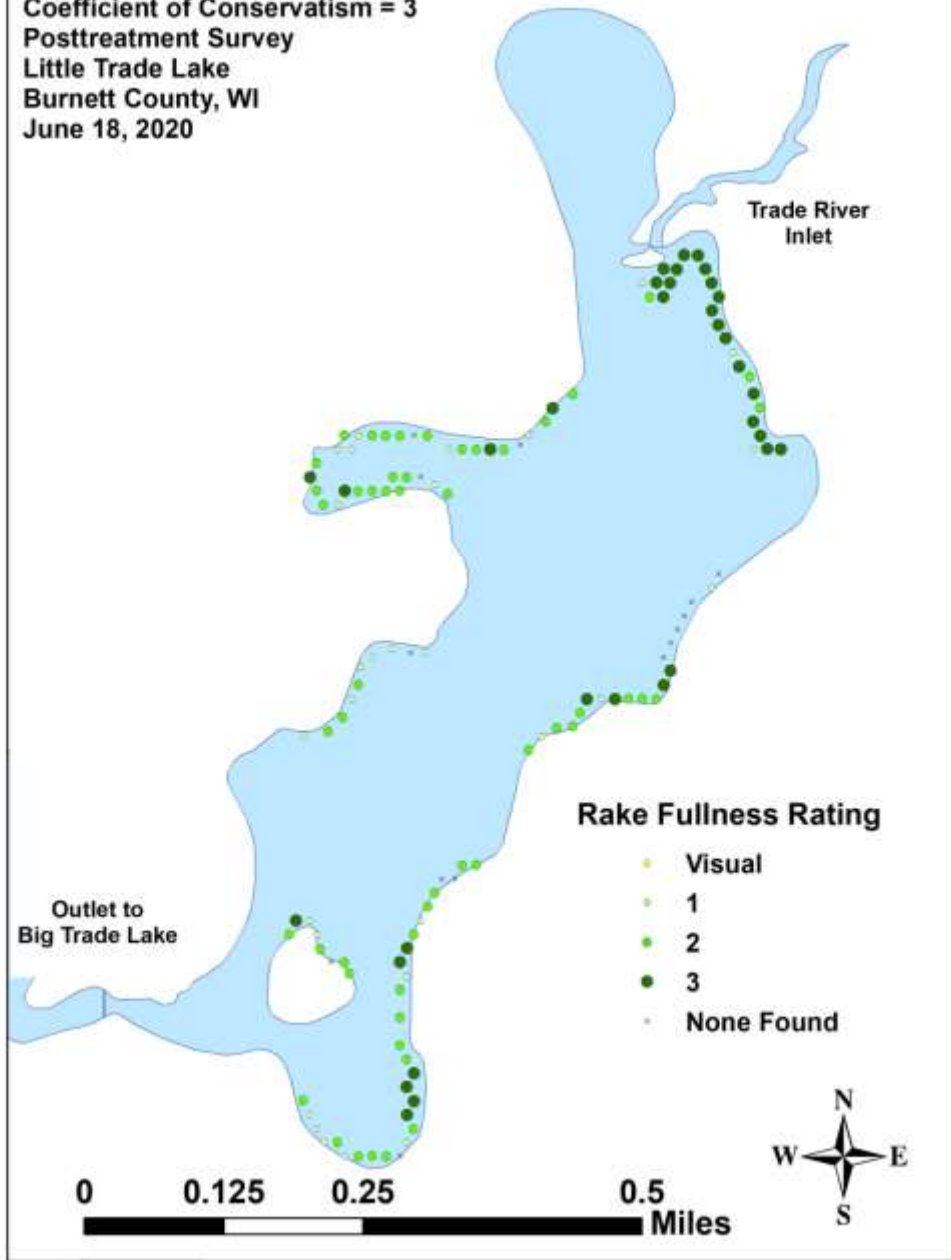 Coefficient of Conservatism = 3
Posttreatment Survey
Little Trade Lake
Burnett County, WI
June 18, 2020
Trade River
Inlet
Rake Fullness Rating
Visual
1
2
3
None Found
Outlet to
Big Trade Lake
N
W E
S
0 0.125 0.25 0.5
Miles